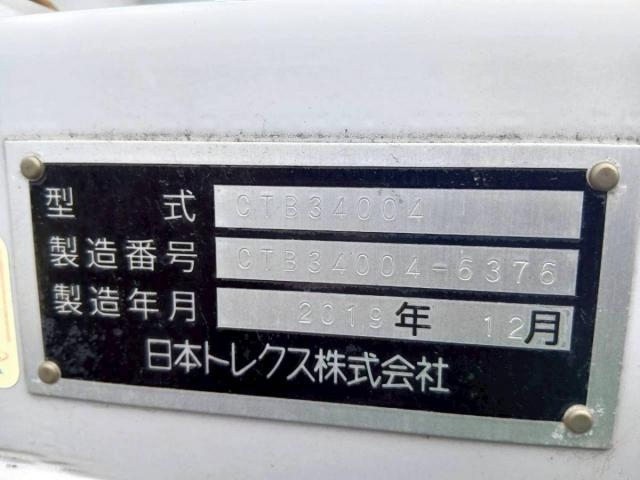 型式 CTB34004
製造番号 CTB34004-6376
製造年月 2019年 12月
日本トレクス株式会社